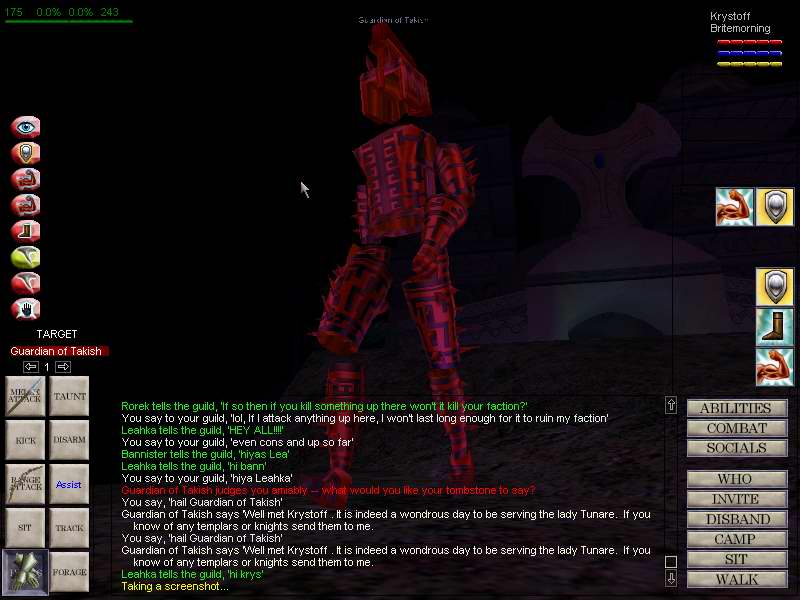 175 0.0% 0.0% 243
Guardian of Takish
Krystoff
Britemorning
TARGET
Guardian of Takish
1
MELEE ATTACK
TAUNT
KICK
DISARM
RANGE ATTACK
Assist
SIT
TRACK
FORAGE
Rorek tells the guild, 'If so then if you kill something up there won't it kill your faction?'
You say to your guild, 'lol, If I attack anything up here, I won't last long enough for it to ruin my faction'
Leahka tells the guild, 'HEY ALL!!!!'
You say to your guild, 'even cons and up so far'
Bannister tells the guild, 'hiyas Lea'
Leahka tells the guild, 'hi bann'
You say to your guild, 'hiya Leahka'
Guardian of Takish judges you amiably -- what would you like your tombstone to say?
You say, 'hail Guardian of Takish'
Guardian of Takish says 'Well met Krystoff . It is indeed a wondrous day to be serving the lady Tunare.  If you
know of any templars or knights send them to me.
You say, 'hail Guardian of Takish'
Guardian of Takish says 'Well met Krystoff . It is indeed a wondrous day to be serving the lady Tunare.  If you
know of any templars or knights send them to me.
Leahka tells the guild, 'hi krys'
Taking a screenshot...
ABILITIES
COMBAT
SOCIALS
WHO
INVITE
DISBAND
CAMP
SIT
WALK